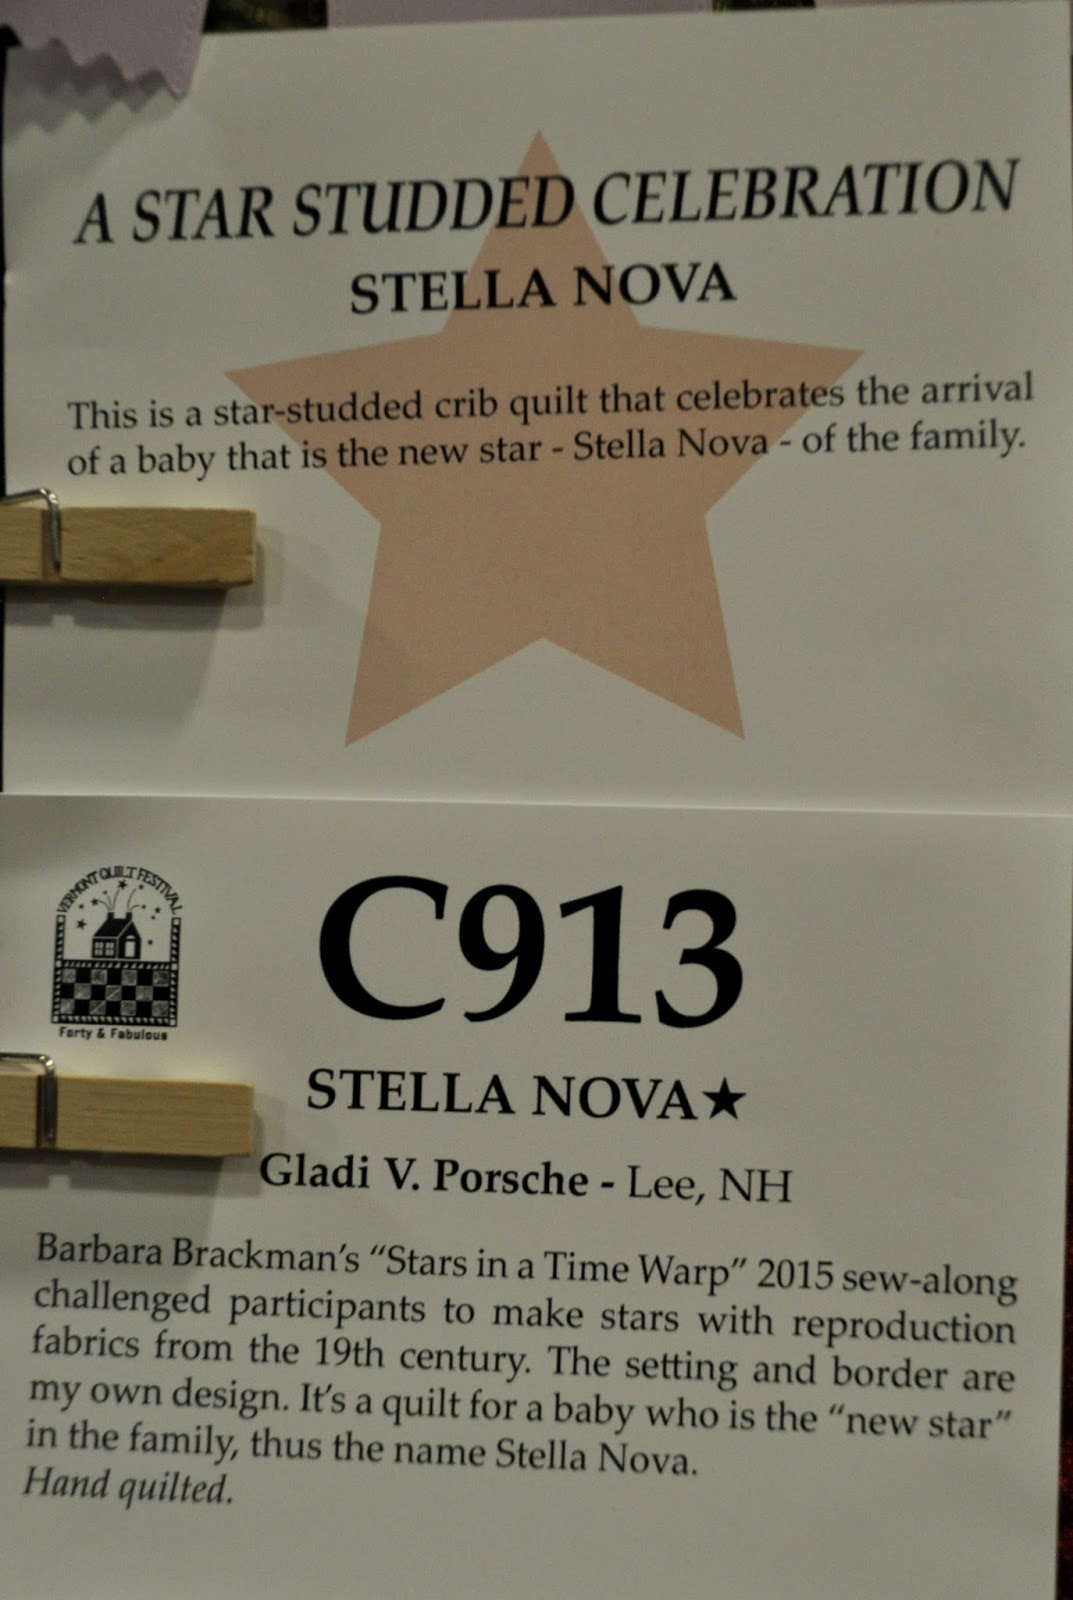 A STAR STUDDED CELEBRATION
STELLA NOVA
This is a star-studded crib quilt that celebrates the arrival
of a baby that is the new star - Stella Nova - of the family.
VERMONT QUILT FESTIVAL
Forty & Fabulous
C913
STELLA NOVA★
Gladi V. Porsche - Lee, NH
Barbara Brackman's “Stars in a Time Warp” 2015 sew-along
challenged participants to make stars with reproduction
fabrics from the 19th century. The setting and border are
my own design. It's a quilt for a baby who is the “new star”
in the family, thus the name Stella Nova.
Hand quilted.